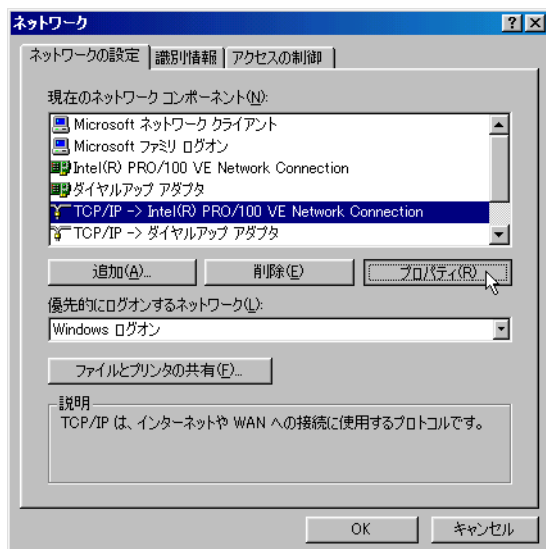 ネットワーク
ネットワークの設定 識別情報 アクセスの制御
現在のネットワーク コンポーネント(N):
Microsoft ネットワーク クライアント
Microsoft ファミリ ログオン
Intel(R) PRO/100 VE Network Connection
ダイヤルアップ アダプタ
TCP/IP -> Intel(R) PRO/100 VE Network Connection
TCP/IP -> ダイヤルアップ アダプタ
追加(A)... 削除(E) プロパティ(R)
優先的にログオンするネットワーク(L):
Windows ログオン
ファイルとプリンタの共有(F)...
説明
TCP/IP は、インターネットや WAN への接続に使用するプロトコルです。
OK キャンセル